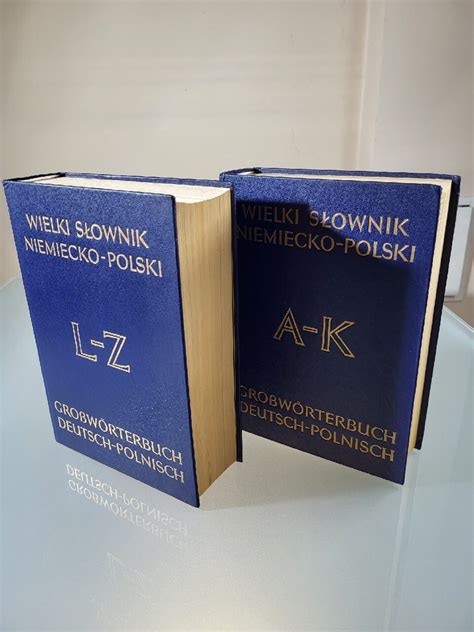 WIELKI SŁOWNIK
NIEMIECKO-POLSKI
L-Z
GROßWÖRTERBUCH
DEUTSCH-POLNISCH
WIELKI SŁOWNIK
NIEMIECKO-POLSKI
A-K
GROßWÖRTERBUCH
DEUTSCH-POLNISCH